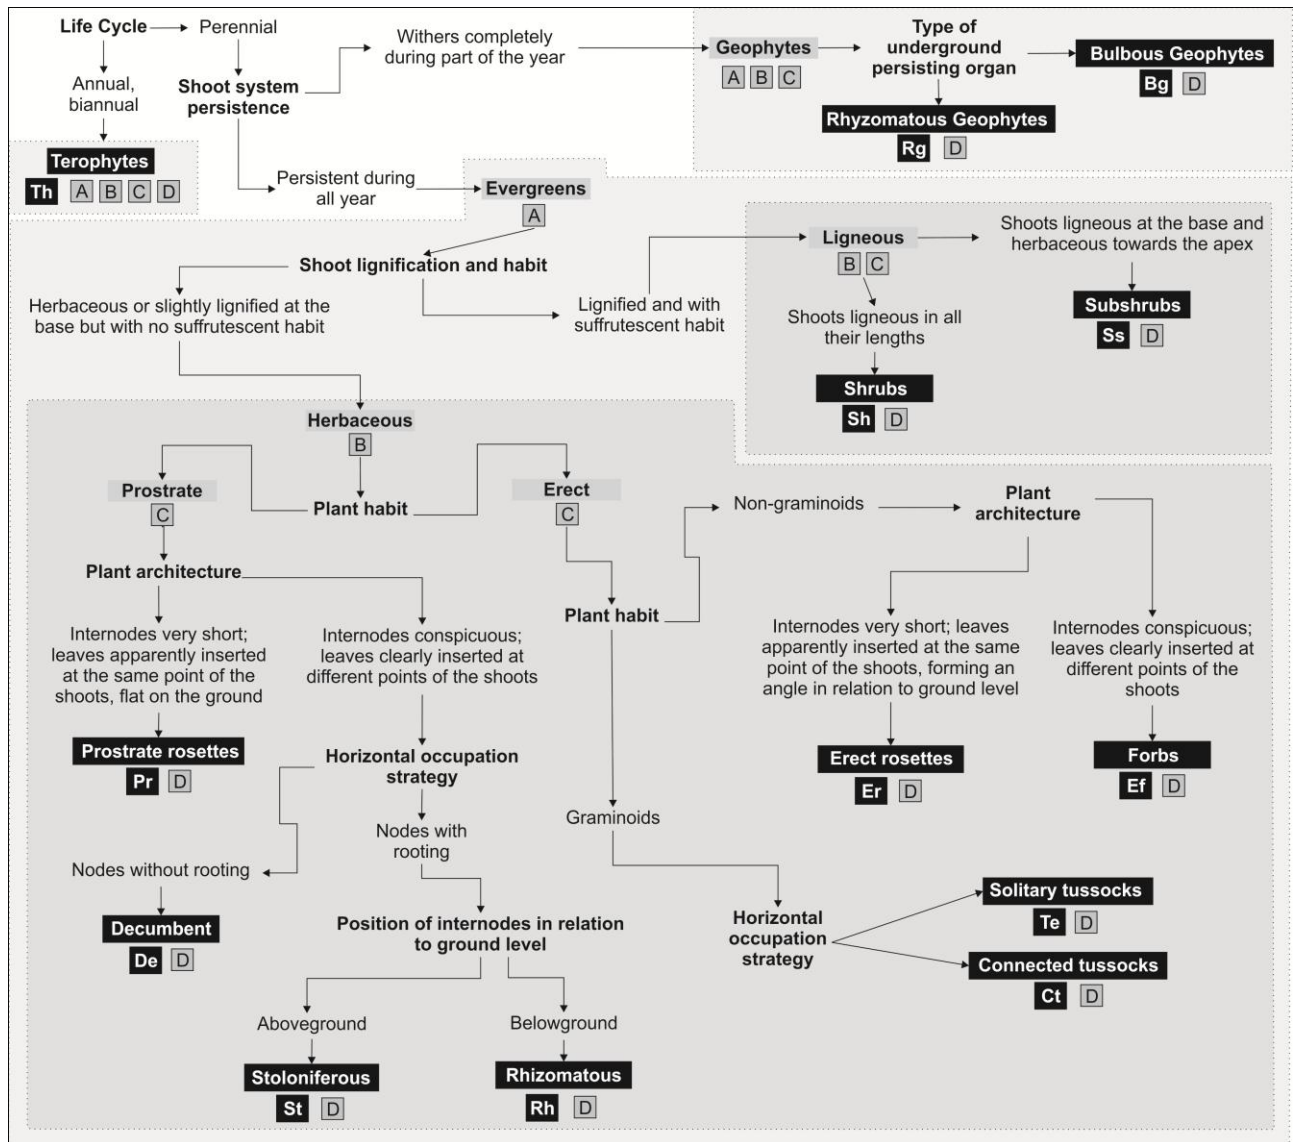 Life Cycle
Perennial
Withers completely
during part of the year
Geophytes
A B C
Type of
underground
persisting organ
Bulbous Geophytes
Bg D
Annual,
biannual
Shoot system
persistence
Rhyzomatous Geophytes
Rg D
Terophytes
Th A B C D
Persistent during
all year
Evergreens
A
Shoot lignification and habit
Herbaceous or slightly lignified at the
base but with no suffrutescent habit
Lignified and with
suffrutescent habit
Ligneous
B C
Shoots ligneous at the base and
herbaceous towards the apex
Subshrubs
Ss D
Shoots ligneous in all
their lengths
Shrubs
Sh D
Herbaceous
B
Prostrate
C
Plant habit
Erect
C
Non-graminoids
Plant
architecture
Plant architecture
Plant habit
Internodes very short;
leaves apparently inserted
at the same point of the
shoots, flat on the ground
Internodes conspicuous;
leaves clearly inserted at
different points of the shoots
Internodes very short; leaves
apparently inserted at the same
point of the shoots, forming an
angle in relation to ground level
Internodes conspicuous;
leaves clearly inserted at
different points of the
shoots
Prostrate rosettes
Pr D
Horizontal occupation
strategy
Erect rosettes
Er D
Forbs
Ef D
Graminoids
Nodes with
rooting
Nodes without rooting
Decumbent
De D
Position of internodes in relation
to ground level
Horizontal
occupation
strategy
Solitary tussocks
Te D
Connected tussocks
Ct D
Aboveground
Belowground
Stoloniferous
St D
Rhizomatous
Rh D